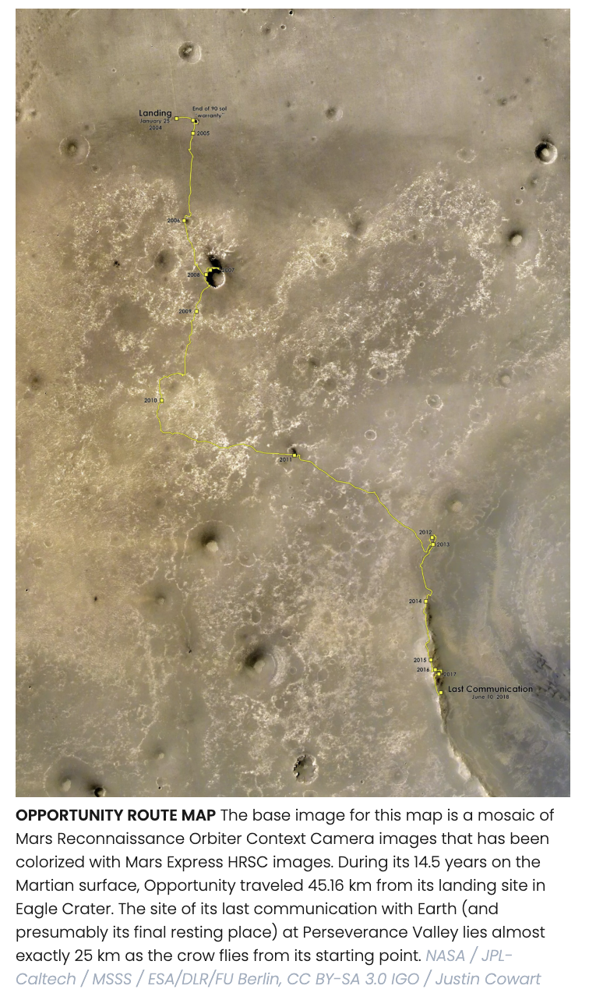 Landing
January 25
2004
End of 90 sol
"warranty"
2005
2006
2007
2008
2009
2010
2011
2012
2013
2014
2015
2016
2017
Last Communication
June 10 2018
OPPORTUNITY ROUTE MAP The base image for this map is a mosaic of
Mars Reconnaissance Orbiter Context Camera images that has been
colorized with Mars Express HRSC images. During its 14.5 years on the
Martian surface, Opportunity traveled 45.16 km from its landing site in
Eagle Crater. The site of its last communication with Earth (and
presumably its final resting place) at Perseverance Valley lies almost
exactly 25 km as the crow flies from its starting point. NASA / JPL-
Caltech / MSSS / ESA/DLR/FU Berlin, CC BY-SA 3.0 IGO / Justin Cowart